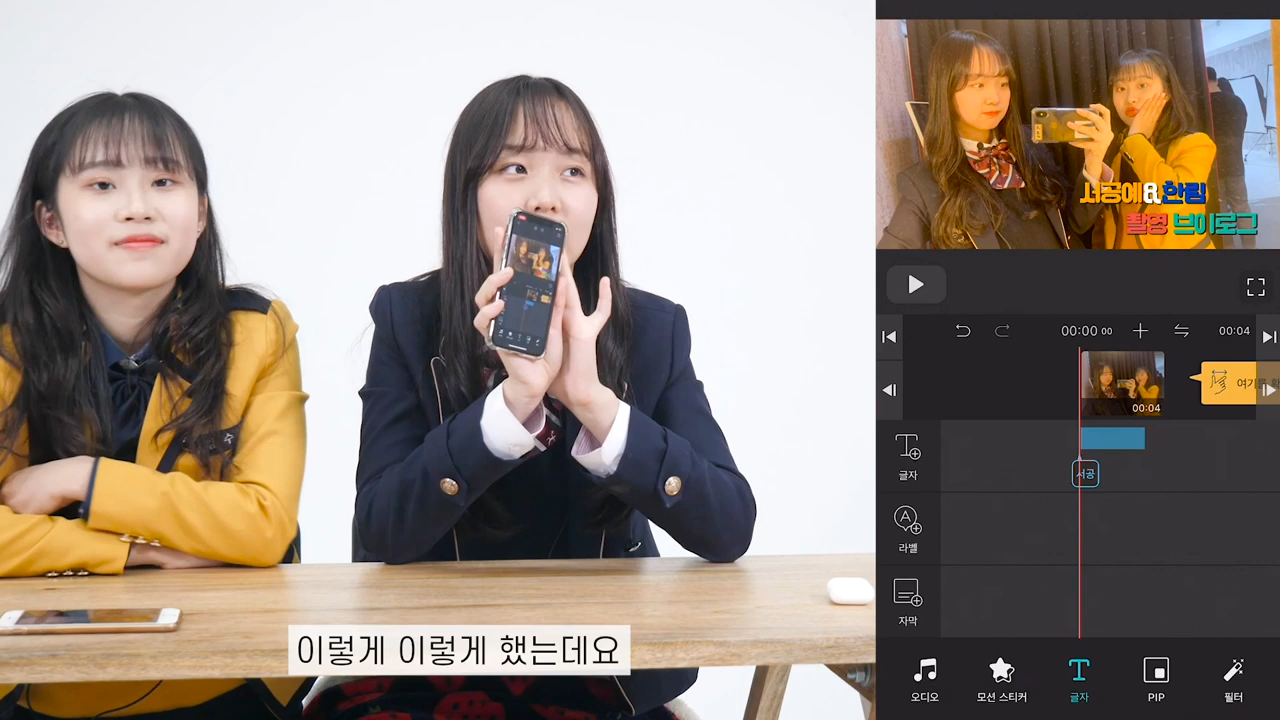 이렇게 이렇게 했는데요
서공예&한림
촬영 브이로그
00:00 00
00:04
00:04
글자
서공
라벨
자막
오디오
모션 스티커
글자
PIP
필터